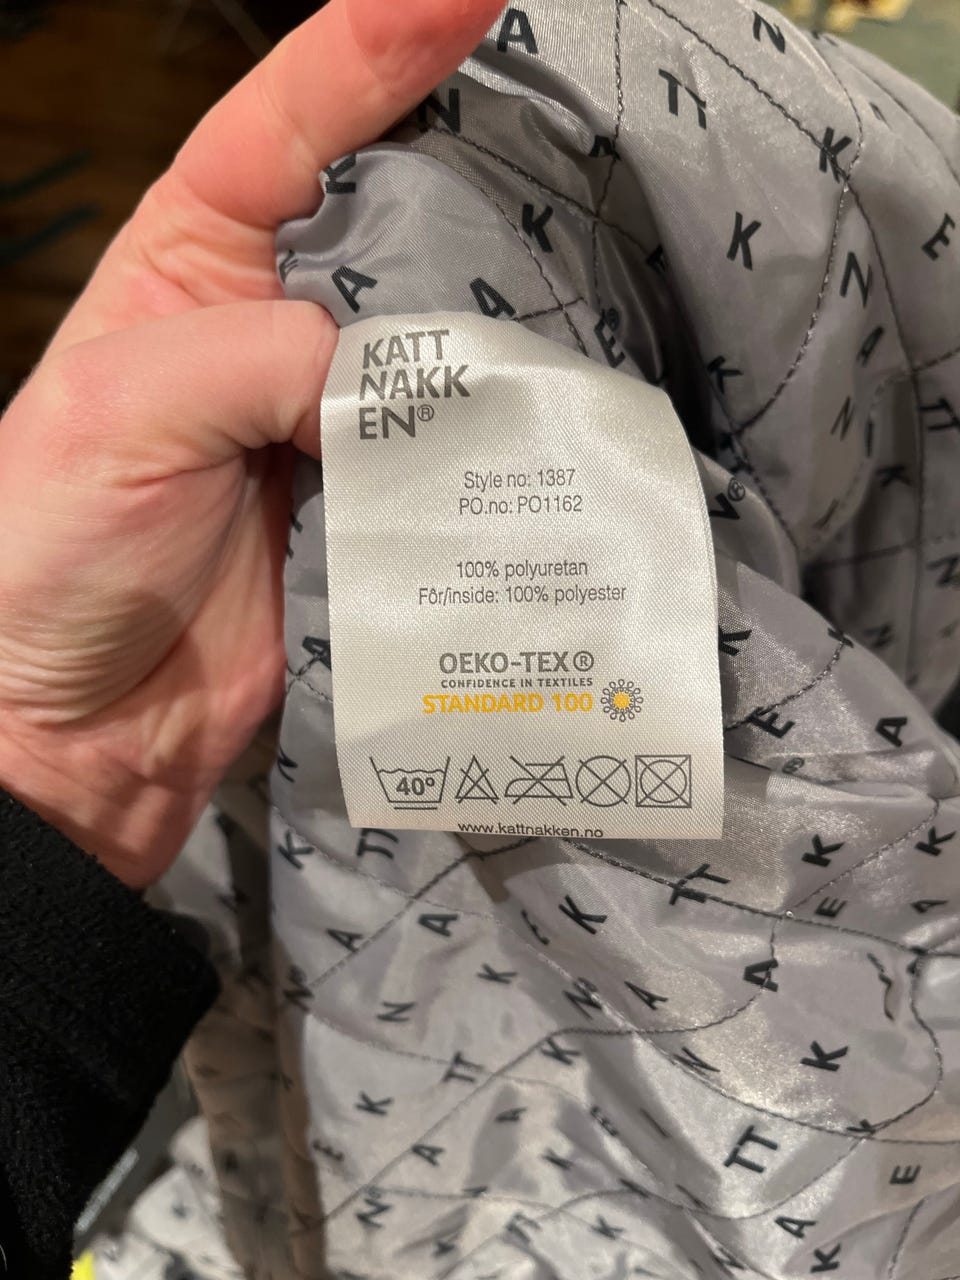 KATT
NAKK
EN®
Style no: 1387
PO.no: PO1162
100% polyuretan
Fôr/inside: 100% polyester
OEKO-TEX®
CONFIDENCE IN TEXTILES
STANDARD 100
40°
www.kattnakken.no